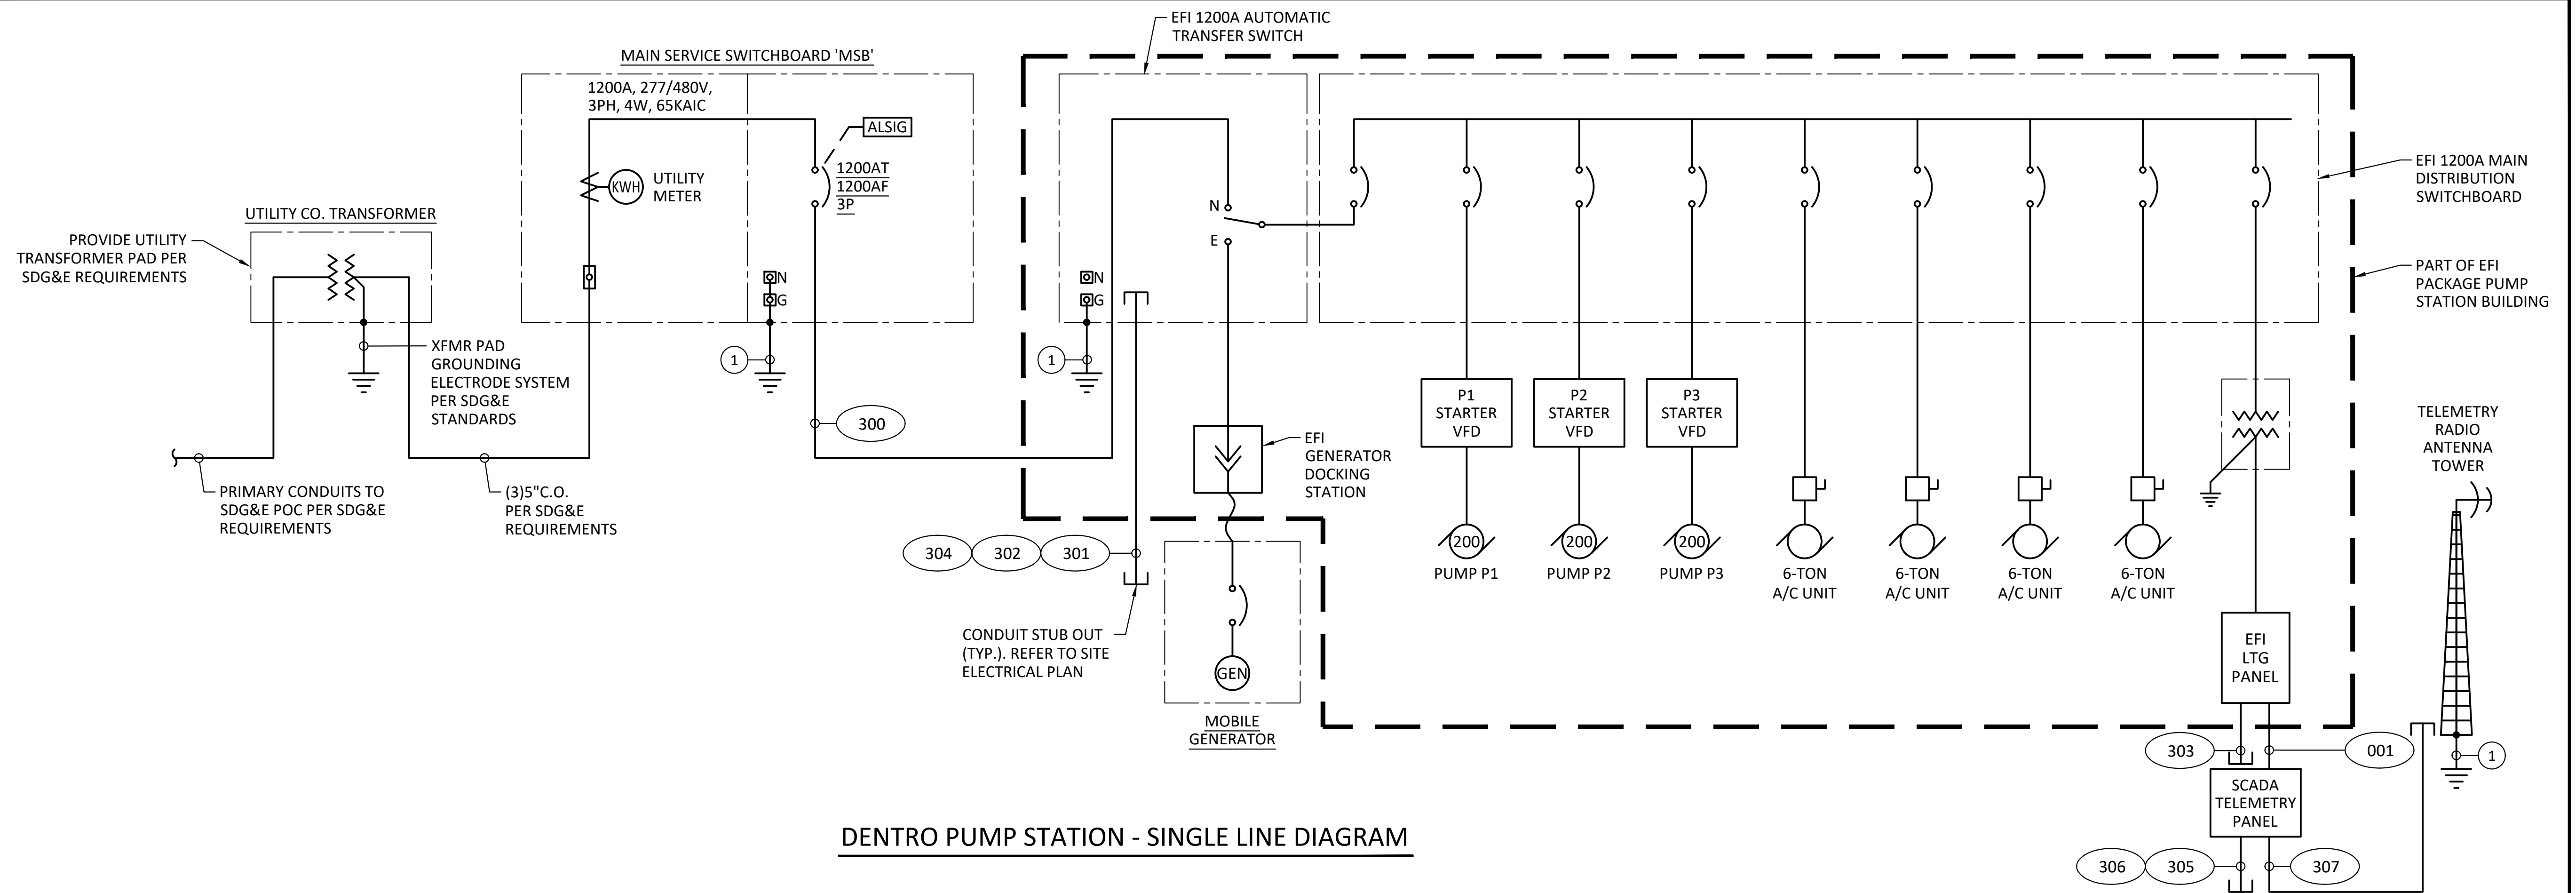 EFI 1200A AUTOMATIC
TRANSFER SWITCH
MAIN SERVICE SWITCHBOARD 'MSB'
1200A, 277/480V,
3PH, 4W, 65KAIC
ALSIG
1200AT
1200AF
3P
KWH
UTILITY
METER
UTILITY CO. TRANSFORMER
PROVIDE UTILITY
TRANSFORMER PAD PER
SDG&E REQUIREMENTS
XFMR PAD
GROUNDING
ELECTRODE SYSTEM
PER SDG&E
STANDARDS
PRIMARY CONDUITS TO
SDG&E POC PER SDG&E
REQUIREMENTS
(3)5"C.O.
PER SDG&E
REQUIREMENTS
N
G
1
300
N
G
1
N
E
EFI
GENERATOR
DOCKING
STATION
304
302
301
CONDUIT STUB OUT
(TYP.). REFER TO SITE
ELECTRICAL PLAN
GEN
MOBILE
GENERATOR
EFI 1200A MAIN
DISTRIBUTION
SWITCHBOARD
PART OF EFI
PACKAGE PUMP
STATION BUILDING
P1
STARTER
VFD
P2
STARTER
VFD
P3
STARTER
VFD
200
200
200
PUMP P1
PUMP P2
PUMP P3
6-TON
A/C UNIT
6-TON
A/C UNIT
6-TON
A/C UNIT
6-TON
A/C UNIT
EFI
LTG
PANEL
TELEMETRY
RADIO
ANTENNA
TOWER
303
001
1
SCADA
TELEMETRY
PANEL
306
305
307
DENTRO PUMP STATION - SINGLE LINE DIAGRAM